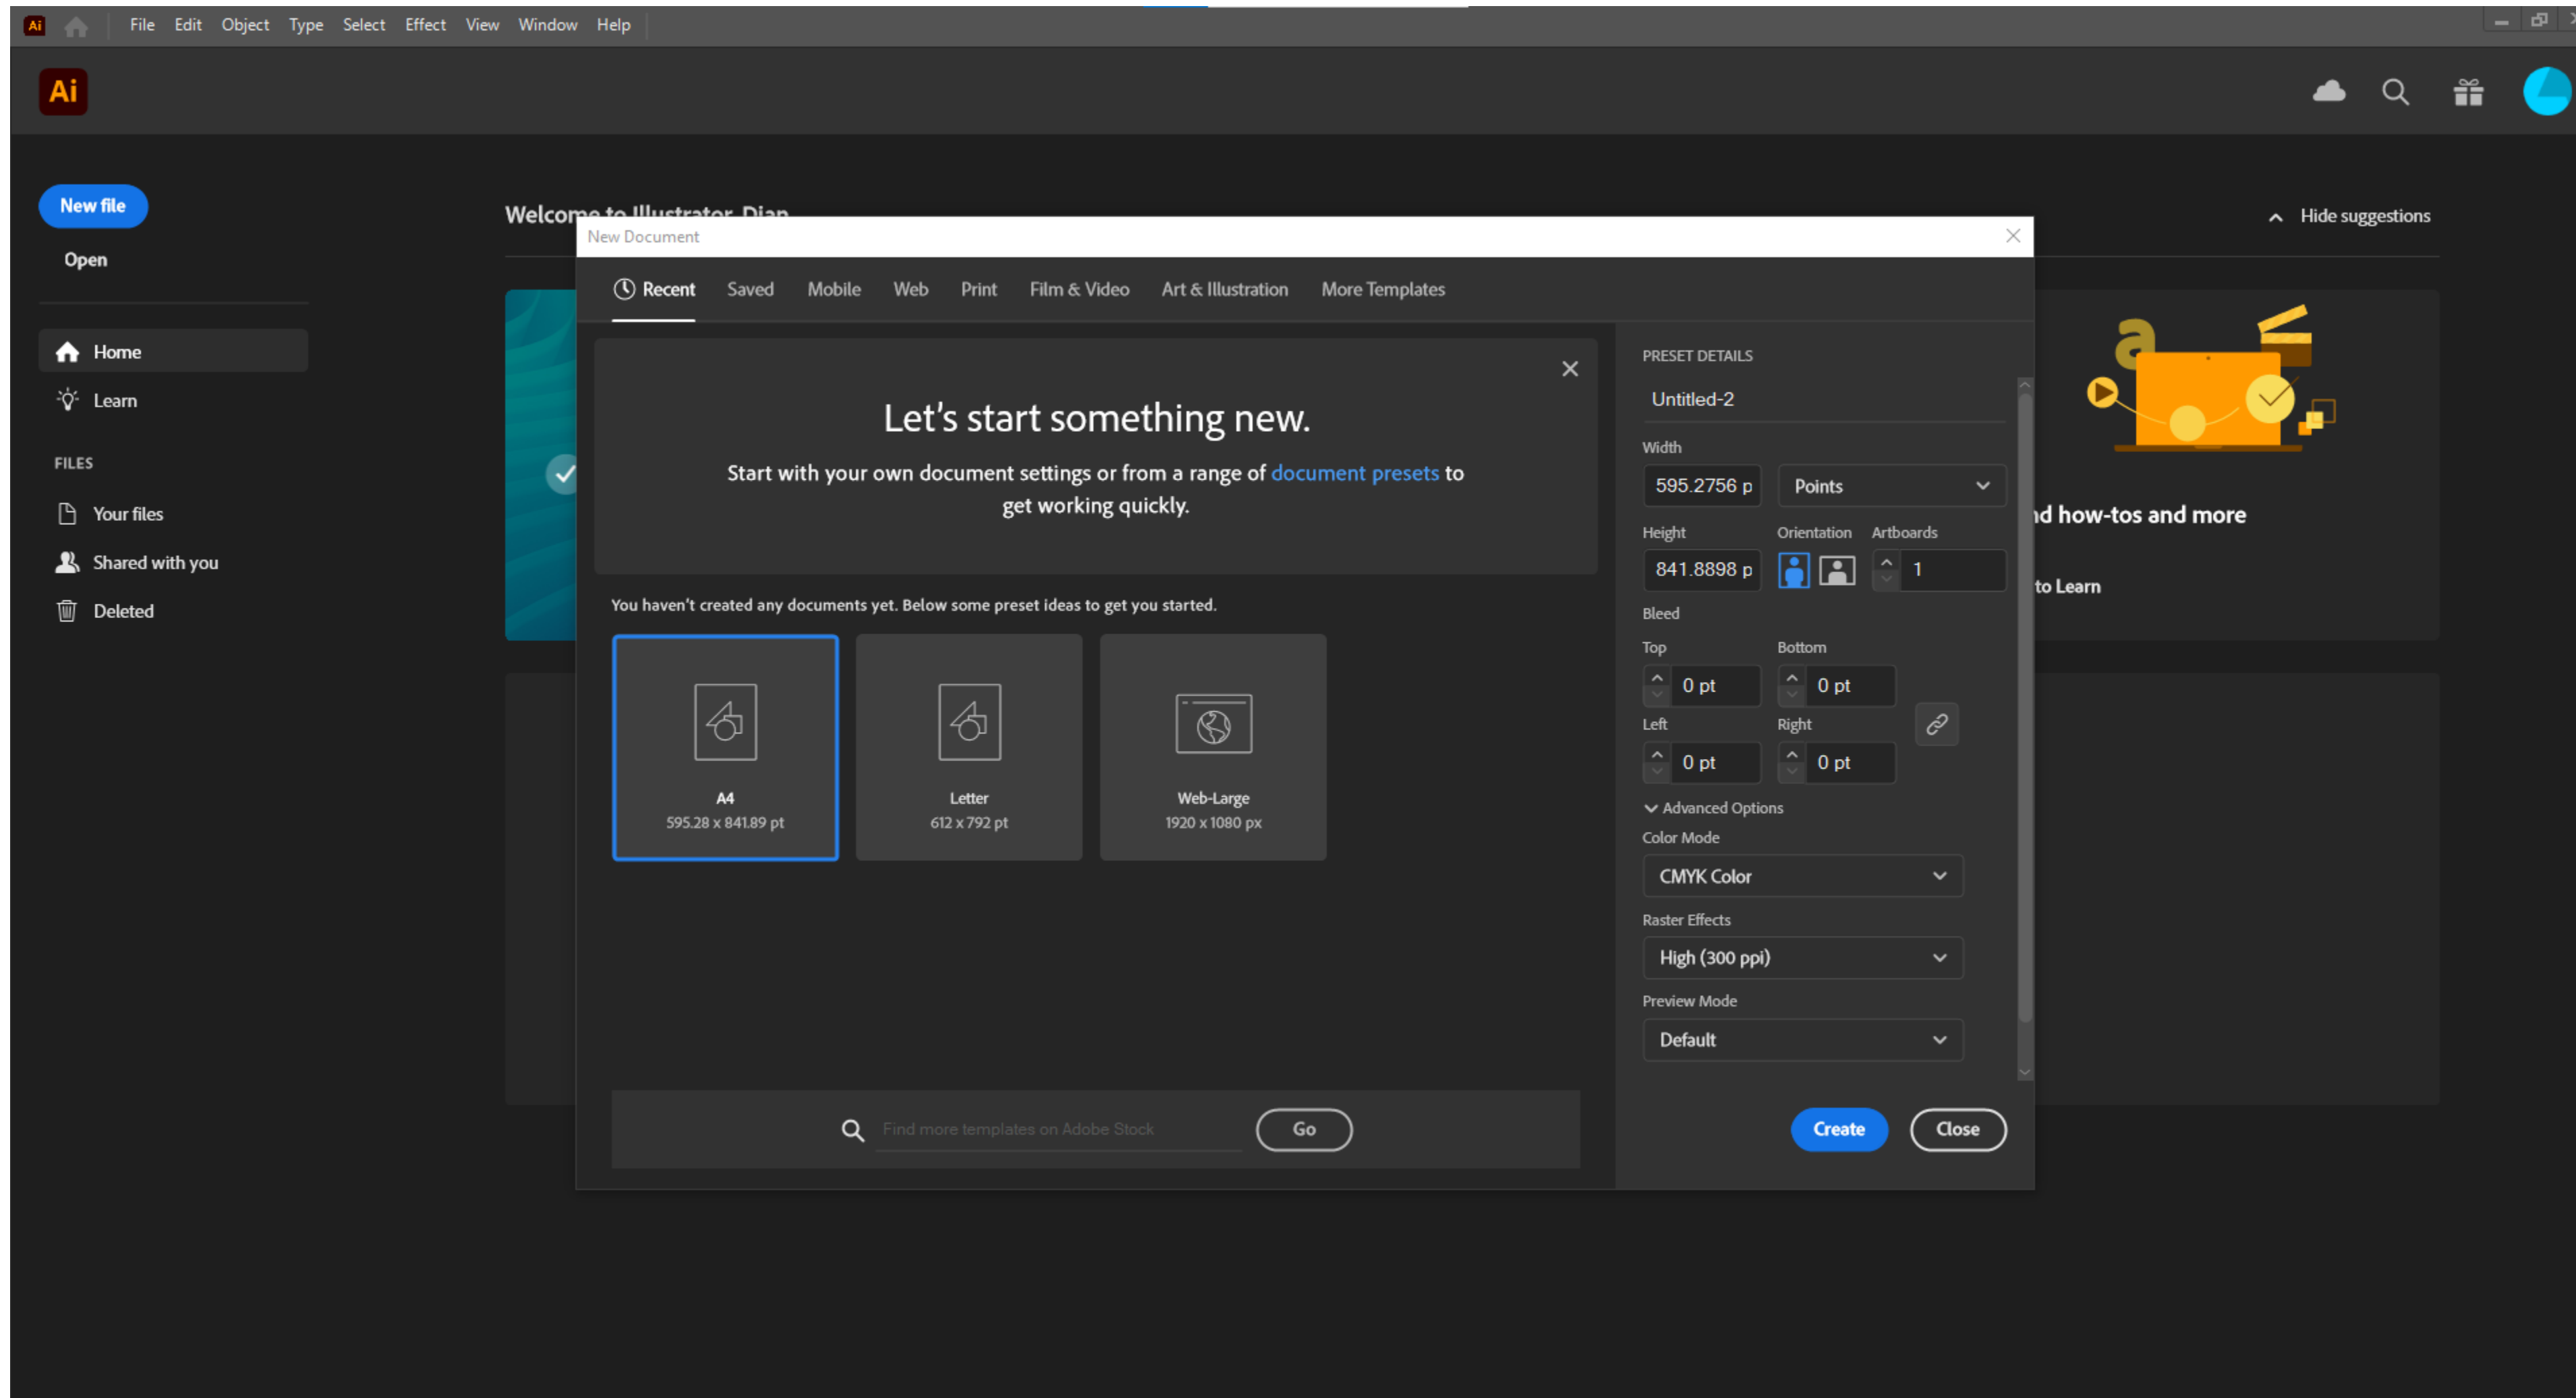 Ai File Edit Object Type Select Effect View Window Help
Ai
New file
Open
Home
Learn
FILES
Your files
Shared with you
Deleted
Welcome to Illustrator, Dian
Hide suggestions
New Document
Recent Saved Mobile Web Print Film & Video Art & Illustration More Templates
Let's start something new.
Start with your own document settings or from a range of document presets to
get working quickly.
You haven't created any documents yet. Below some preset ideas to get you started.
A4
595.28 x 841.89 pt
Letter
612 x 792 pt
Web-Large
1920 x 1080 px
Find more templates on Adobe Stock
Go
PRESET DETAILS
Untitled-2
Width
595.2756 p Points
Height Orientation Artboards
841.8898 p 1
Bleed
Top Bottom
0 pt 0 pt
Left Right
0 pt 0 pt
Advanced Options
Color Mode
CMYK Color
Raster Effects
High (300 ppi)
Preview Mode
Default
Create Close
a
how-tos and more
to Learn